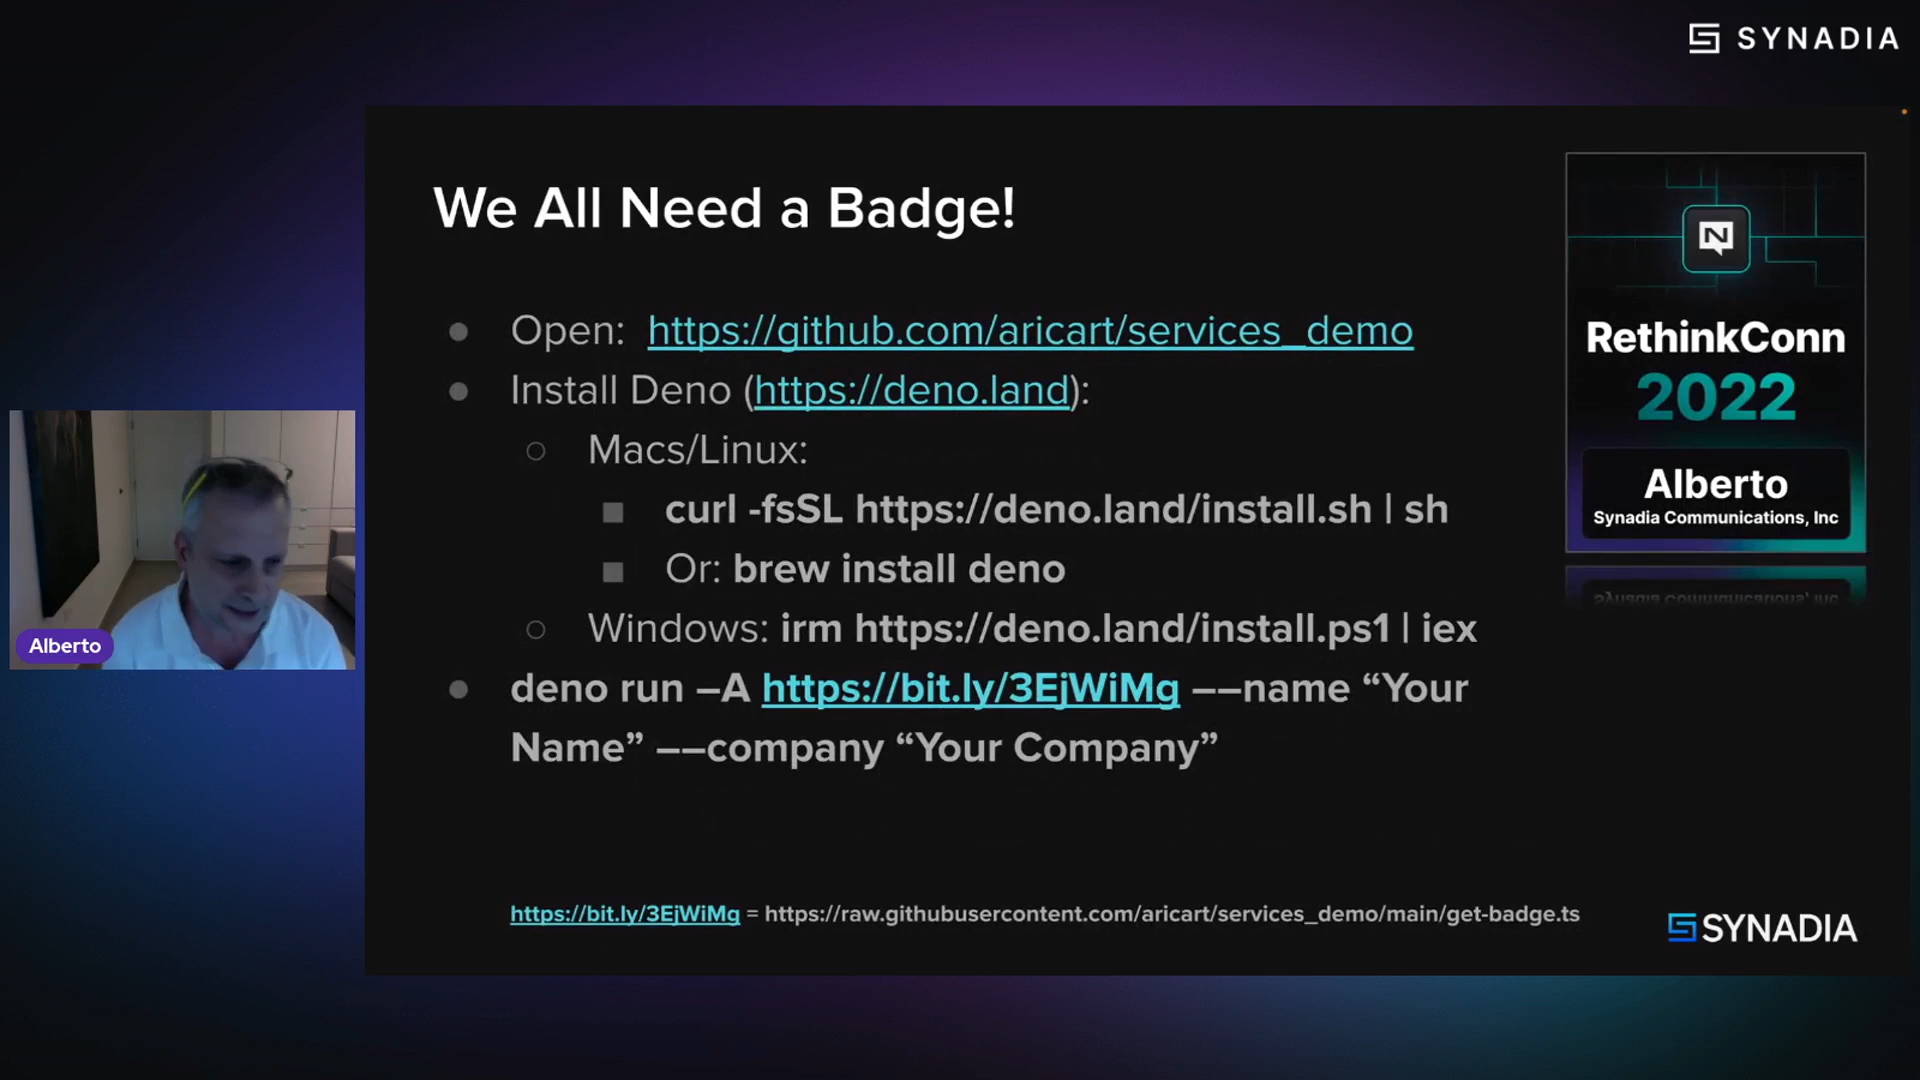 SYNADIA
We All Need a Badge!
Open: https://github.com/aricart/services_demo
Install Deno (https://deno.land):
Macs/Linux:
curl -fsSL https://deno.land/install.sh | sh
Or: brew install deno
Windows: irm https://deno.land/install.ps1 | iex
deno run –A https://bit.ly/3EjWiMg ––name “Your
Name” ––company “Your Company”
https://bit.ly/3EjWiMg = https://raw.githubusercontent.com/aricart/services_demo/main/get-badge.ts
N
RethinkConn
2022
Alberto
Synadia Communications, Inc
Synadia Communications, Inc
SYNADIA
Alberto